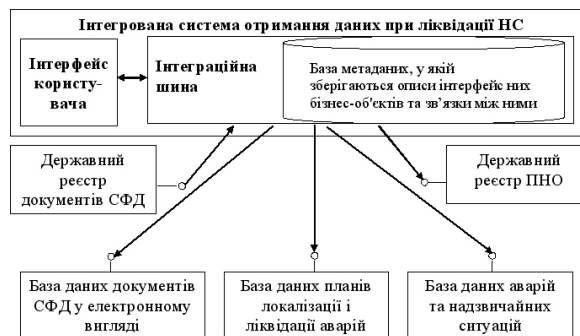 Інтегрована система отримання даних при ліквідації НС
Інтерфейс
користу-
вача
Інтеграційна
шина
База метаданих, у якій
зберігаються описи інтерфейс них
бізнес-об'єктів та зв’язки між ними
Державний
реєстр
документів СФД
Державний
реєстр ПНО
База даних документів
СФД у електронному
вигляді
База даних планів
локалізації і
ліквідації аварій
База даних аварій
та надзвичайних
ситуацій